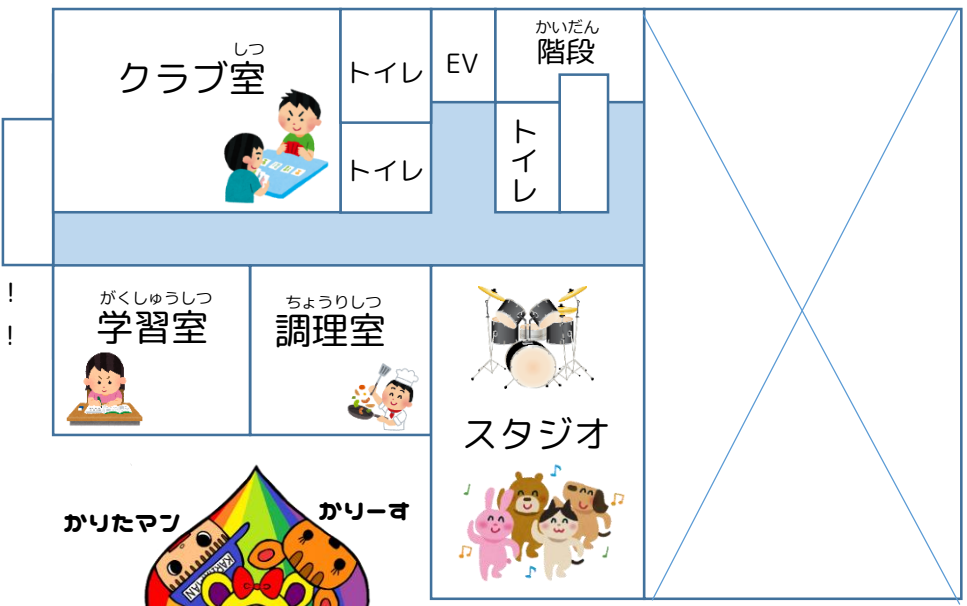 しつ
クラブ室
トイレ
EV
かいだん
階段
トイレ
トイレ
!
!
がくしゅうしつ
学習室
ちょうりしつ
調理室
スタジオ
かりたマン
かりーす